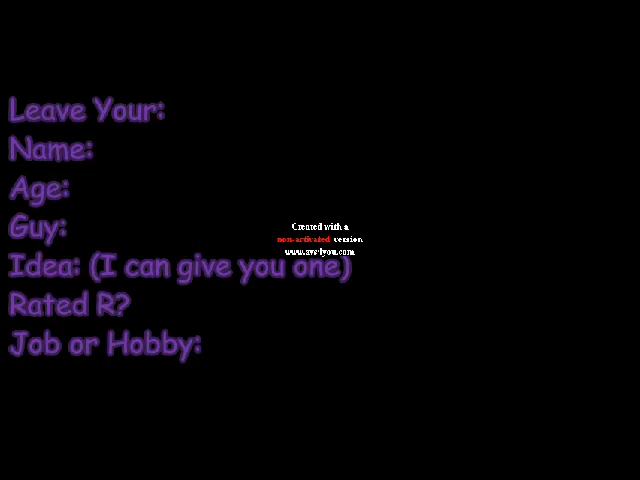 Leave Your:
Name:
Age:
Guy:
Created with a
non-activated version
www.avs4you.com
Idea: (I can give you one)
Rated R?
Job or Hobby: